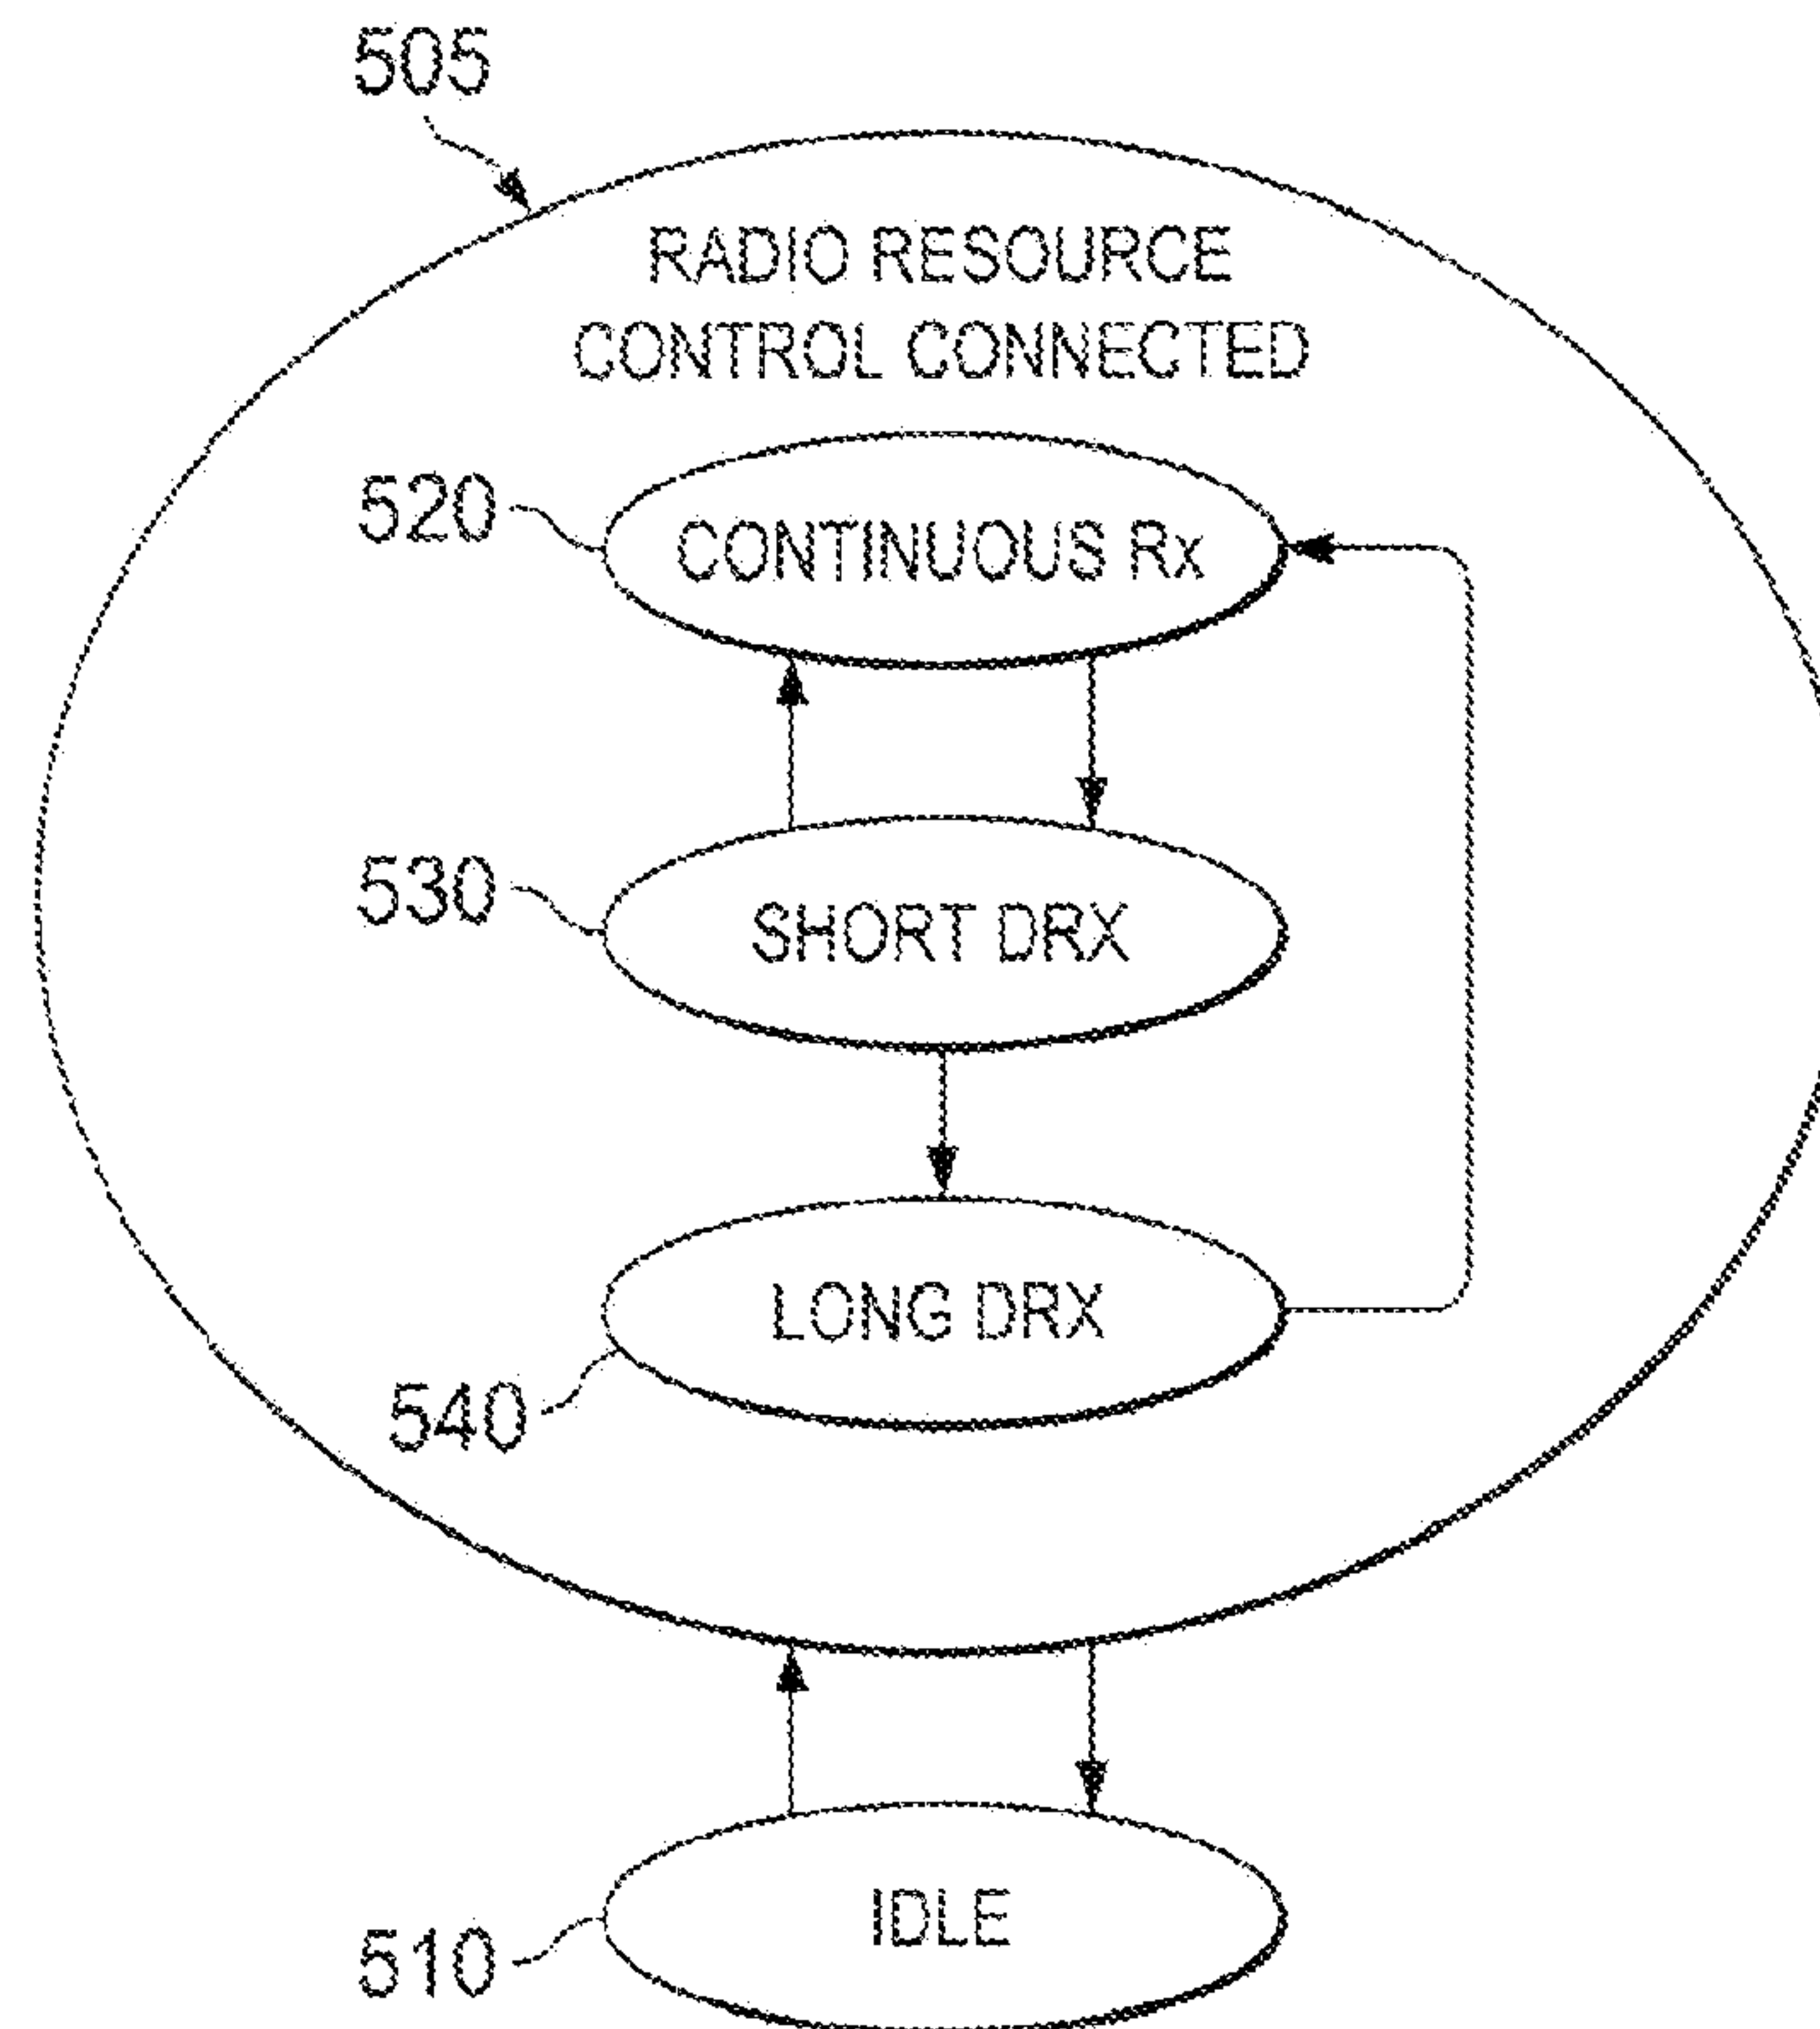 505
RADIO RESOURCE
CONTROL CONNECTED
520
CONTINUOUS Rx
530
SHORT DRX
LONG DRX
540
IDLE
510